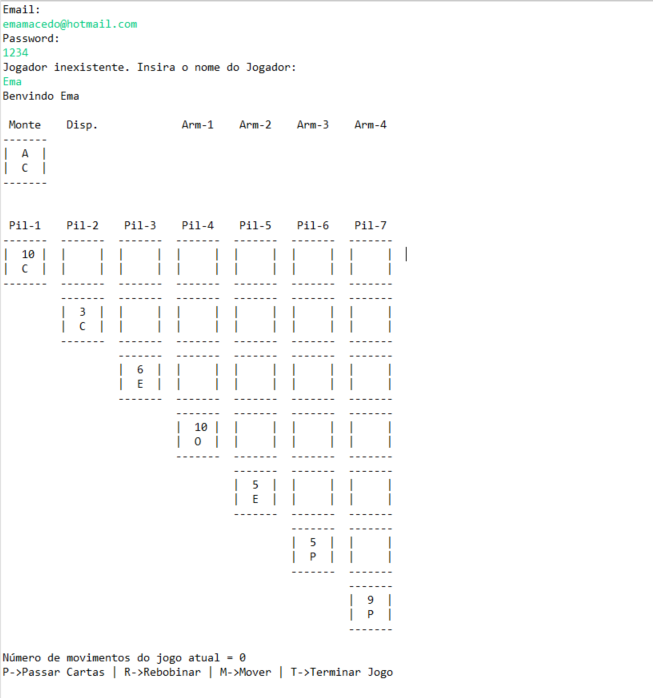 Email:
emamacedo@hotmail.com
Password:
1234
Jogador inexistente. Insira o nome do Jogador:
Ema
Benvindo Ema
Monte Disp. Arm-1 Arm-2 Arm-3 Arm-4
A
C
Pil-1 Pil-2 Pil-3 Pil-4 Pil-5 Pil-6 Pil-7
10
C
3
C
6
E
10
O
5
E
5
P
9
P
Número de movimentos do jogo atual = 0
P->Passar Cartas | R->Rebobinar | M->Mover | T->Terminar Jogo